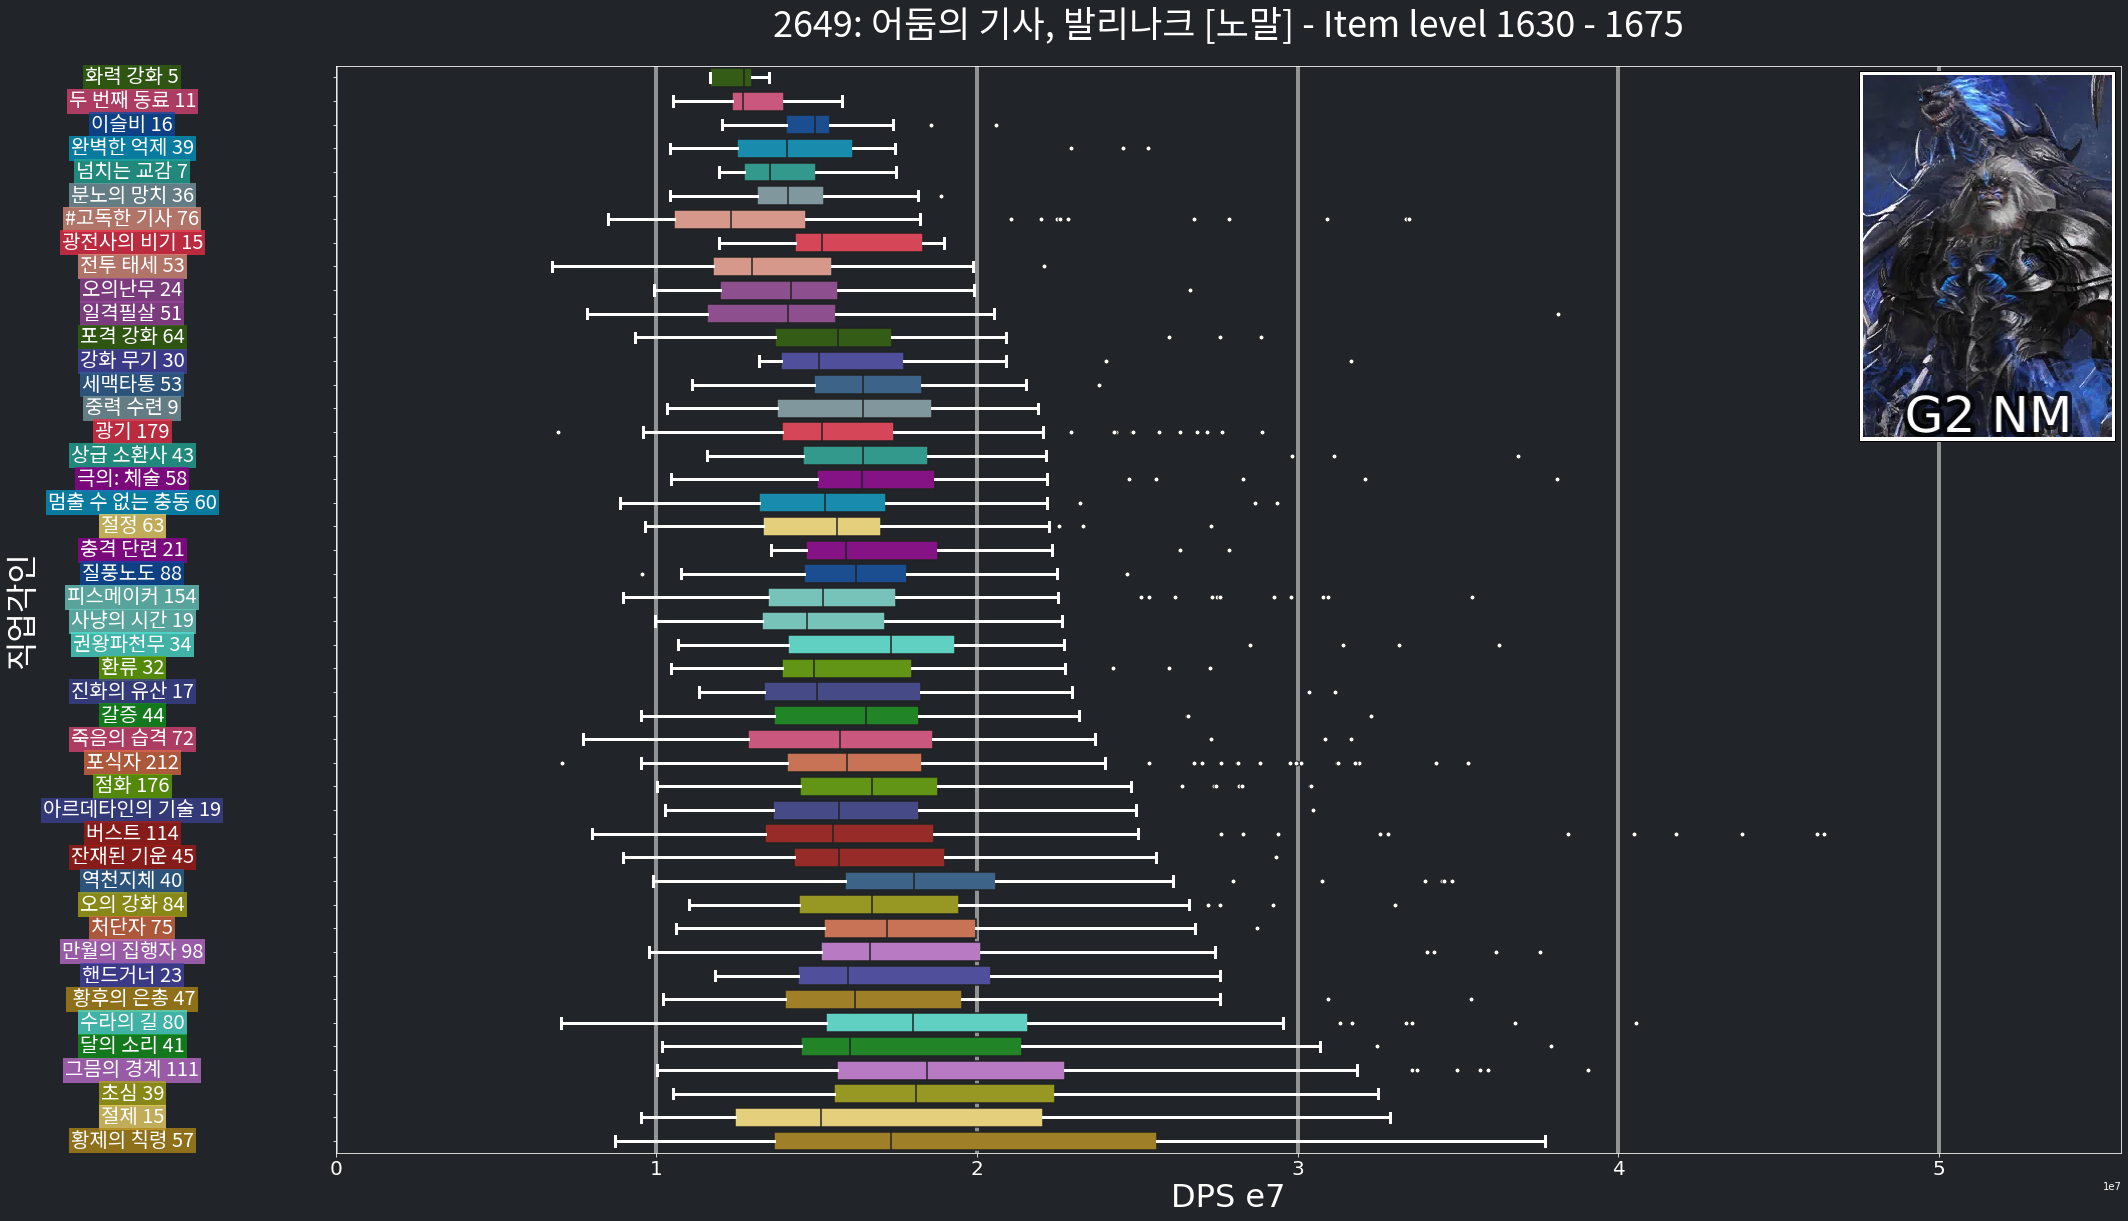 2649: 어둠의 기사, 발리나크 [노말] - Item level 1630 - 1675
화력 강화 5
두 번째 동료 11
이슬비 16
완벽한 억제 39
넘치는 교감 7
분노의 망치 36
#고독한 기사 76
광전사의 비기 15
전투 태세 53
오의난무 24
일격필살 51
포격 강화 64
강화 무기 30
세맥타통 53
중력 수련 9
광기 179
상급 소환사 43
극의: 체술 58
멈출 수 없는 충동 60
절정 63
충격 단련 21
질풍노도 88
피스메이커 154
사냥의 시간 19
권왕파천무 34
환류 32
진화의 유산 17
갈증 44
죽음의 습격 72
포식자 212
점화 176
아르데타인의 기술 19
버스트 114
잔재된 기운 45
역천지체 40
오의 강화 84
처단자 75
만월의 집행자 98
핸드거너 23
황후의 은총 47
수라의 길 80
달의 소리 41
그믐의 경계 111
초심 39
절제 15
황제의 칙령 57
직업각인
G2 NM
0 1 2 3 4 5
1e7
DPS e7